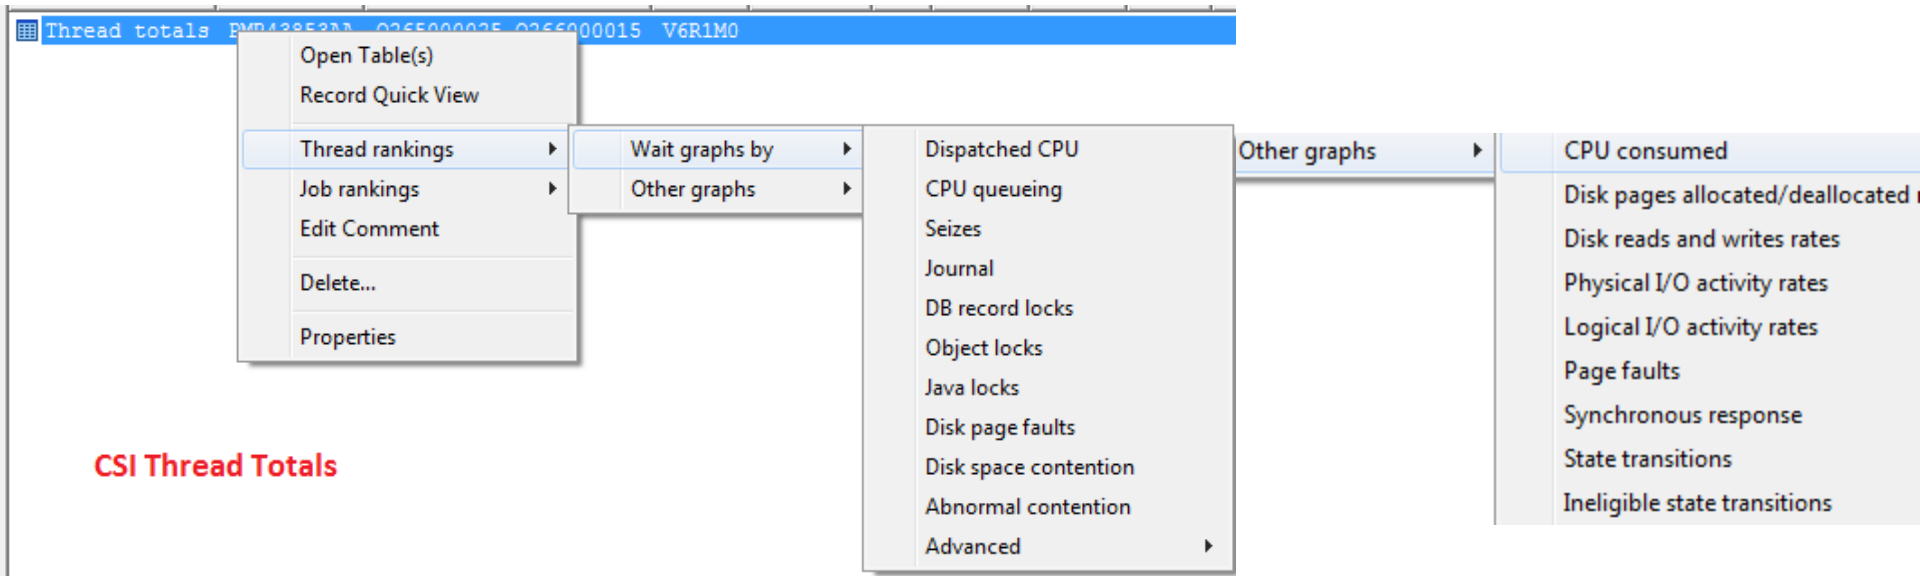 Thread totals PMR43853AA Q265000025 Q266000015 V6R1M0
Open Table(s)
Record Quick View
Thread rankings
Job rankings
Edit Comment
Delete...
Properties
Wait graphs by
Other graphs
Dispatched CPU
CPU queueing
Seizes
Journal
DB record locks
Object locks
Java locks
Disk page faults
Disk space contention
Abnormal contention
Advanced
Other graphs
CPU consumed
Disk pages allocated/deallocated
Disk reads and writes rates
Physical I/O activity rates
Logical I/O activity rates
Page faults
Synchronous response
State transitions
Ineligible state transitions
CSI Thread Totals